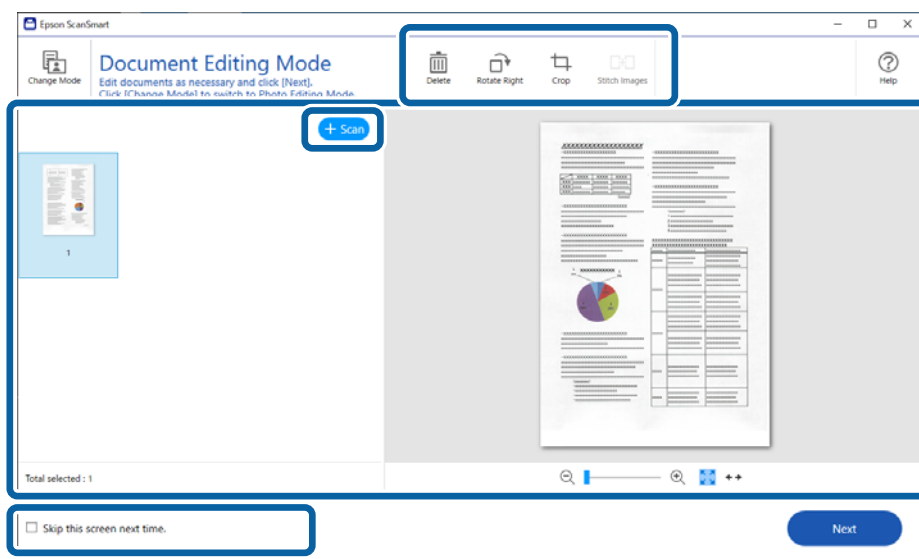 Epson ScanSmart
Change Mode
Document Editing Mode
Edit documents as necessary and click [Next].
Click [Change Mode] to switch to Photo Editing Mode.
Delete
Rotate Right
Crop
Stitch Images
Help
+ Scan
1
Total selected : 1
Skip this screen next time.
Next